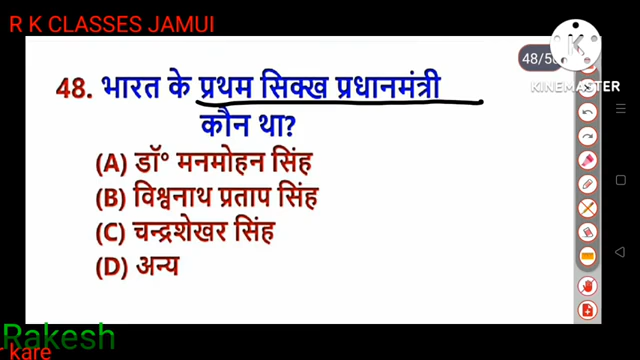 R K CLASSES JAMUI
48/50
KINEMASTER
48. भारत के प्रथम सिक्ख प्रधानमंत्री
कौन था?
(A) डॉ° मनमोहन सिंह
(B) विश्वनाथ प्रताप सिंह
(C) चन्द्रशेखर सिंह
(D) अन्य
Rakesh
kare